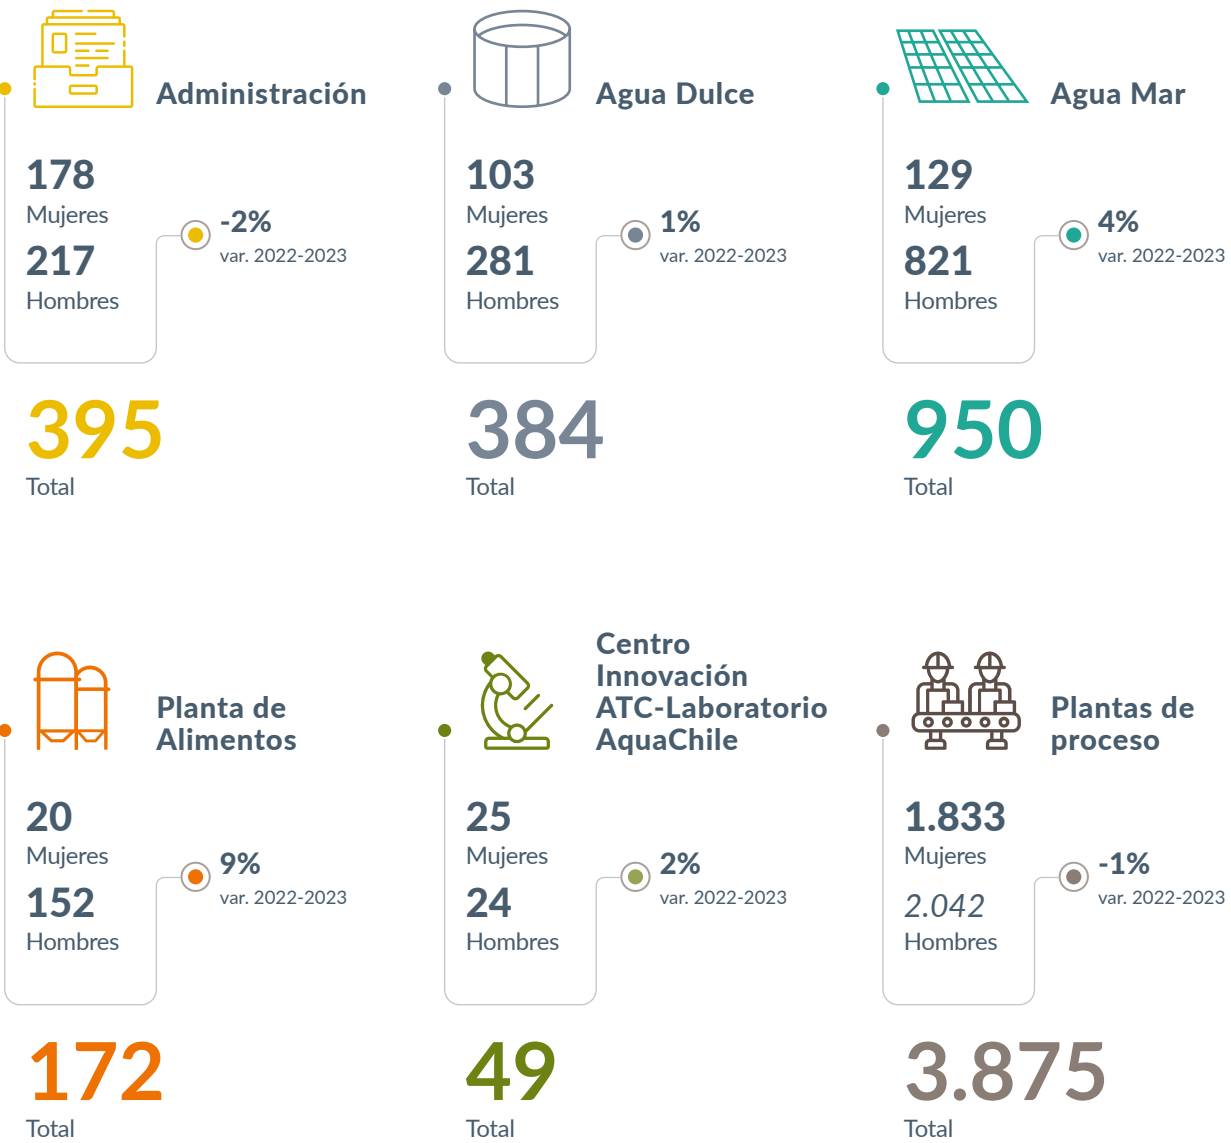 Administración
178
Mujeres
217
Hombres
-2%
var. 2022-2023
395
Total
Agua Dulce
103
Mujeres
281
Hombres
1%
var. 2022-2023
384
Total
Agua Mar
129
Mujeres
821
Hombres
4%
var. 2022-2023
950
Total
Planta de
Alimentos
20
Mujeres
152
Hombres
9%
var. 2022-2023
172
Total
Centro
Innovación
ATC-Laboratorio
AquaChile
25
Mujeres
24
Hombres
2%
var. 2022-2023
49
Total
Plantas de
proceso
1.833
Mujeres
2.042
Hombres
-1%
var. 2022-2023
3.875
Total